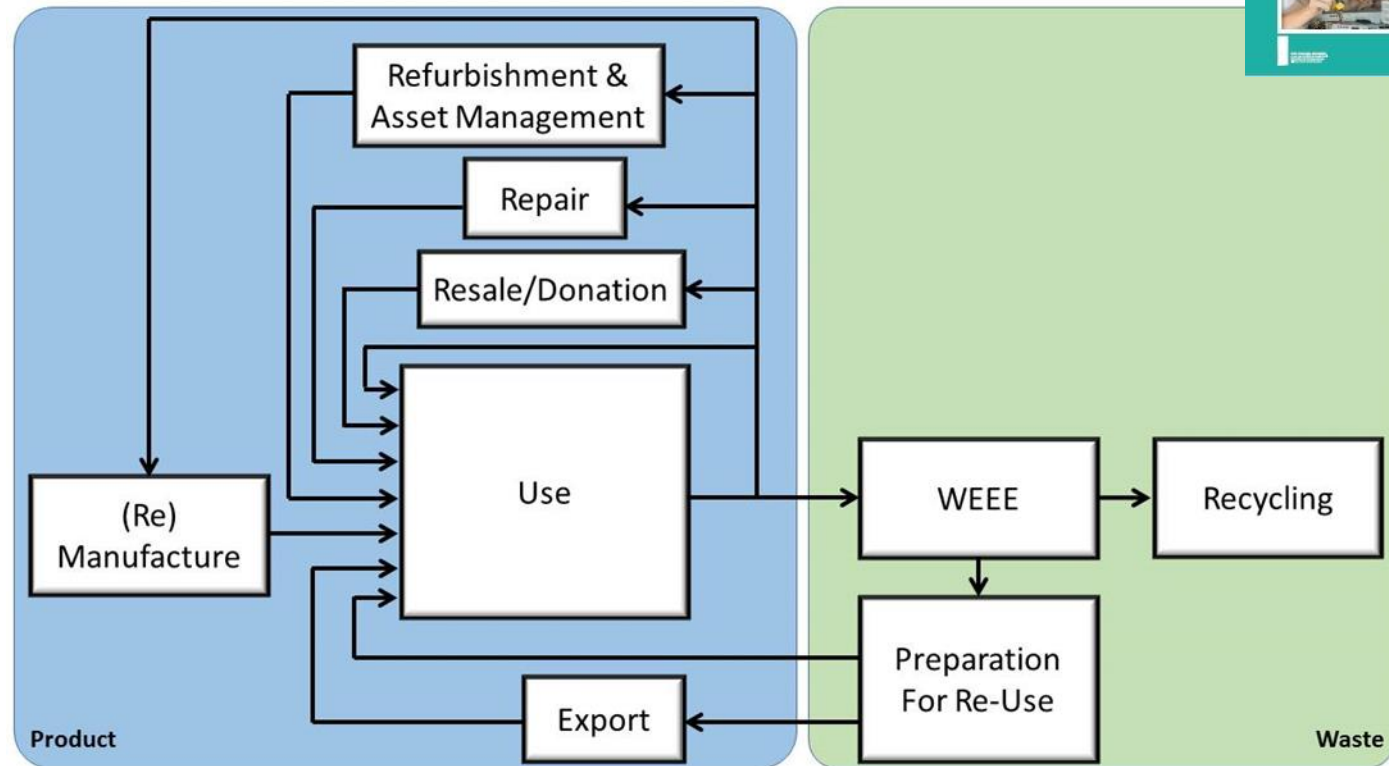 Refurbishment &
Asset Management
Repair
Resale/Donation
Use
(Re)
Manufacture
WEEE
Recycling
Preparation
For Re-Use
Export
Product
Waste